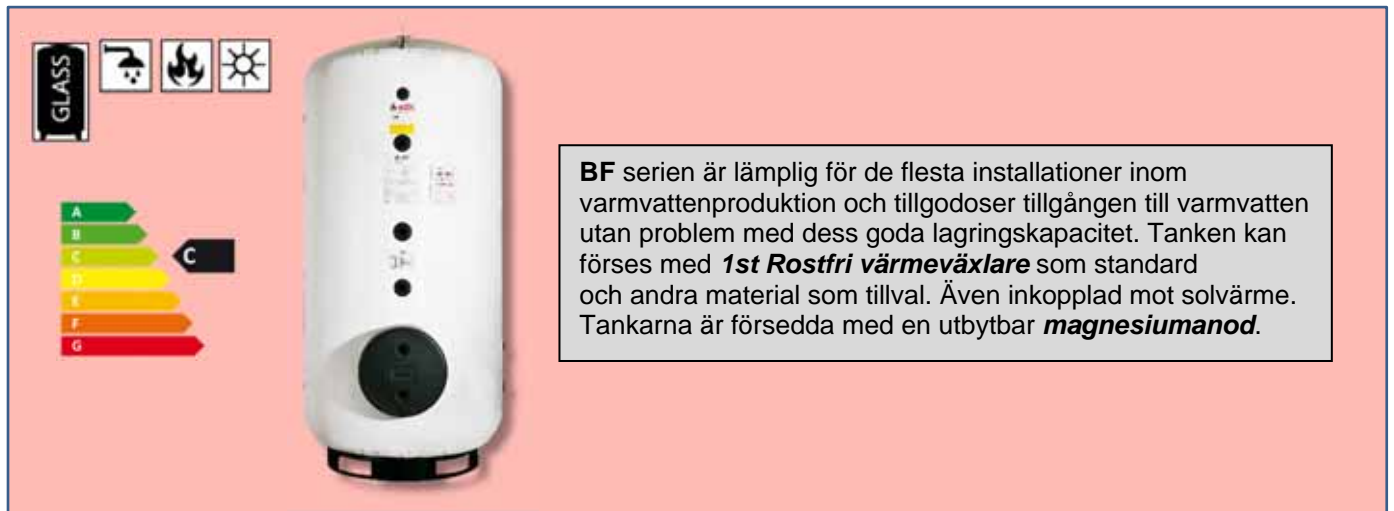 GLASS
A
B
C
D
E
F
G
C
BF serien är lämplig för de flesta installationer inom
varmvattenproduktion och tillgodoser tillgången till varmvatten
utan problem med dess goda lagringskapacitet. Tanken kan
förses med 1st Rostfri värmeväxlare som standard
och andra material som tillval. Även inkopplad mot solvärme.
Tankarna är försedda med en utbytbar magnesiumanod.